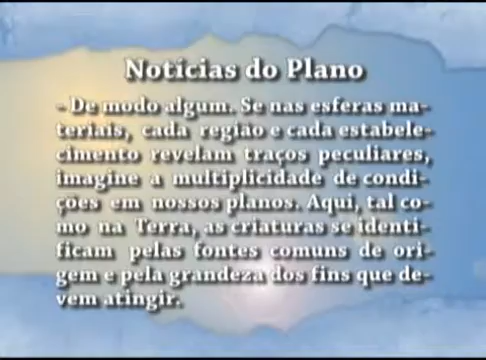 Notícias do Plano
- De modo algum. Se nas esferas ma-
teriais, cada região e cada estabele-
cimento revelam traços peculiares,
imagine a multiplicidade de condi-
ções em nossos planos. Aqui, tal co-
mo na Terra, as criaturas se identi-
ficam pelas fontes comuns de ori-
gem e pela grandeza dos fins que de-
vem atingir.